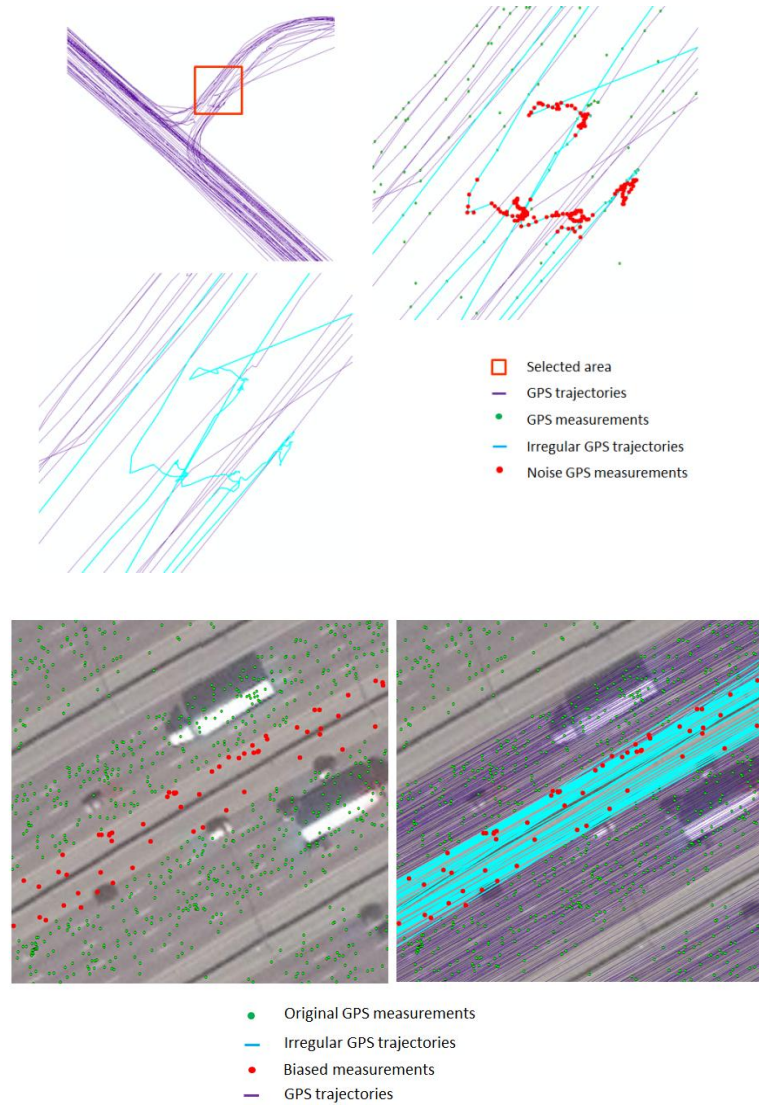 Selected area
GPS trajectories
GPS measurements
Irregular GPS trajectories
Noise GPS measurements
Original GPS measurements
Irregular GPS trajectories
Biased measurements
GPS trajectories